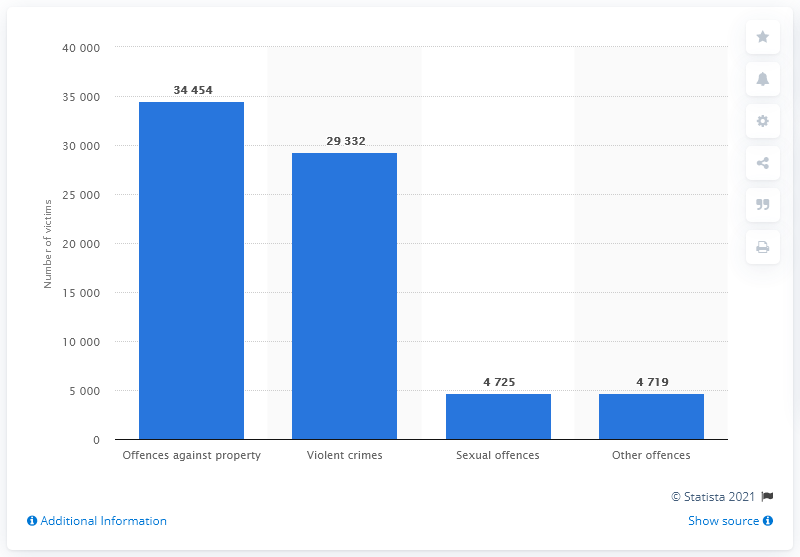 40 000
35 000
30 000
25 000
20 000
15 000
10 000
5 000
0
Number of victims
34 454
29 332
4 725
4 719
Offences against property
Violent crimes
Sexual offences
Other offences
© Statista 2021
Additional Information
Show source